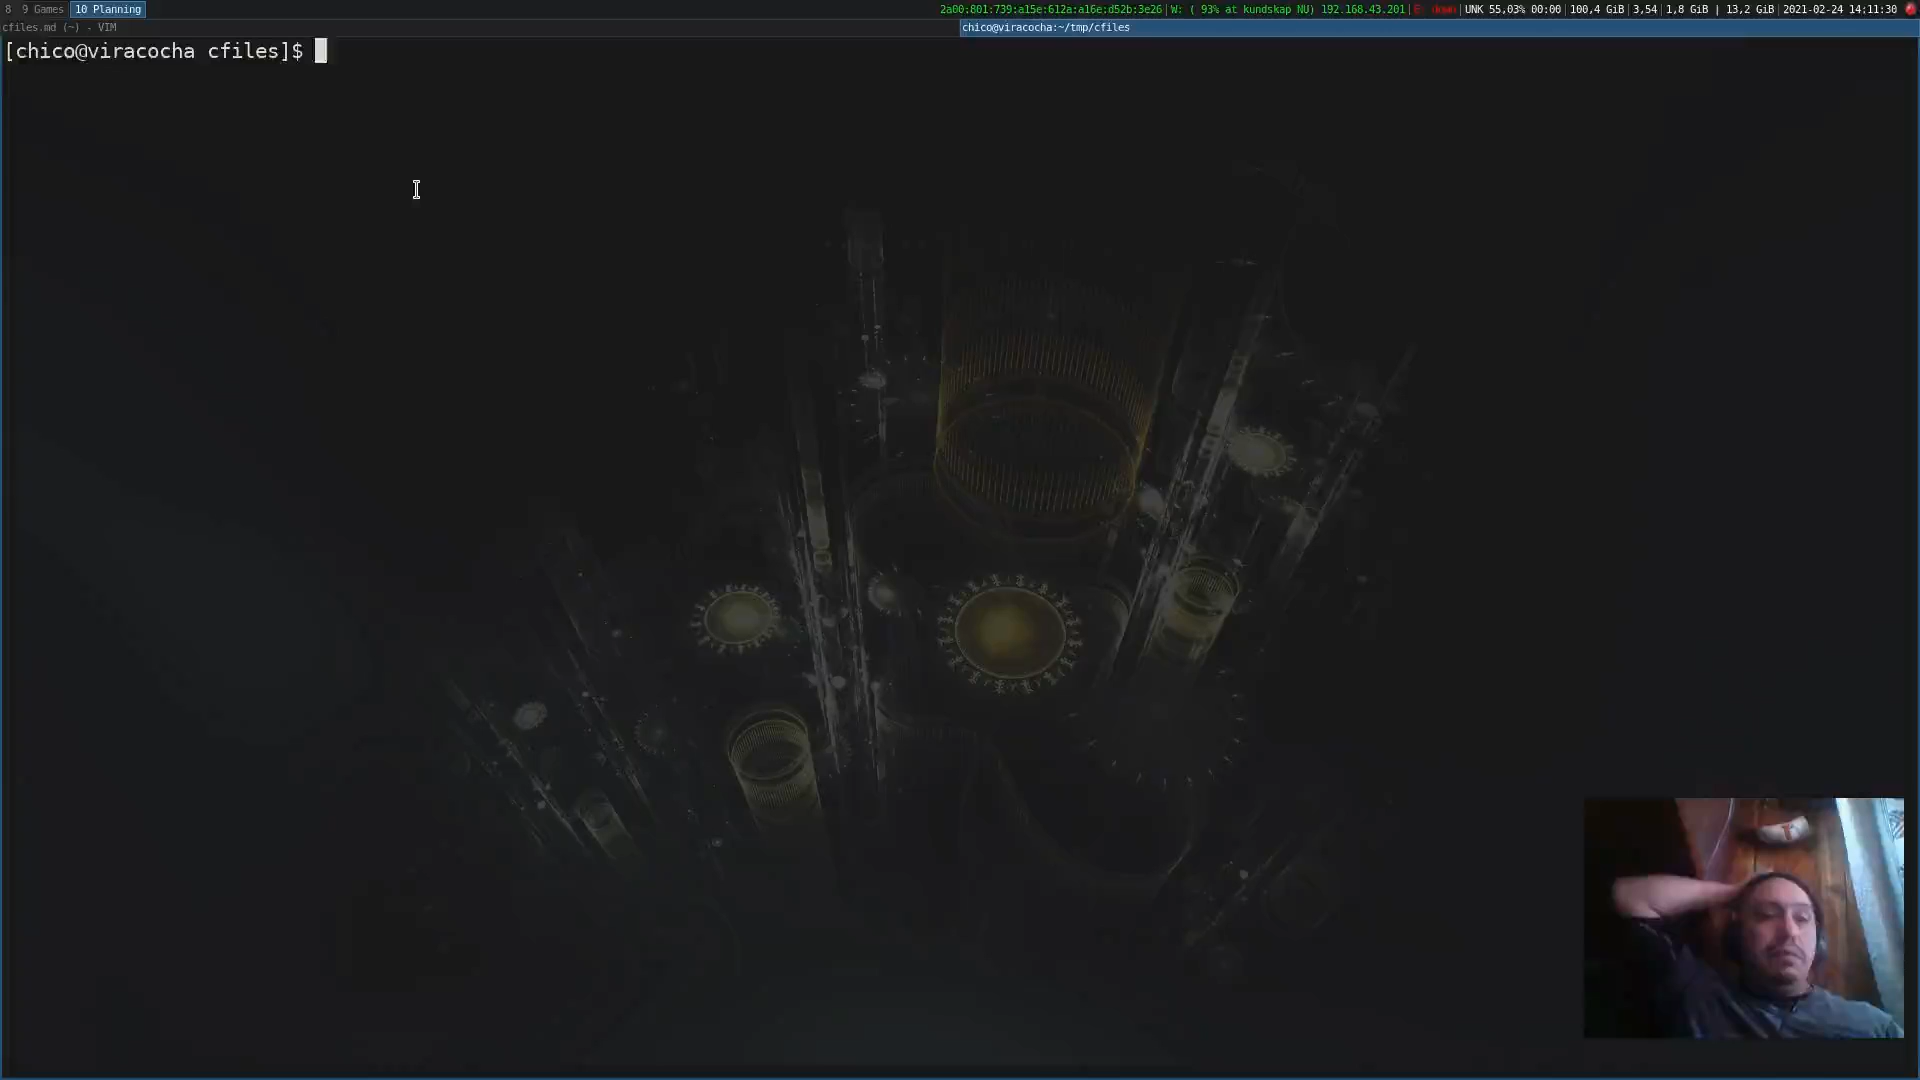 8 9 Games 10 Planning 2a00:801:739:a15e:612a:a16e:d52b:3e26|W: ( 93% at kundskap NU) 192.168.43.201|E: down|UNK 55,03% 00:00|100,4 GiB|3,54|1,8 GiB | 13,2 GiB|2021-02-24 14:11:30
cfiles.md (~) - VIM chico@viracocha:~/tmp/cfiles
[chico@viracocha cfiles]$